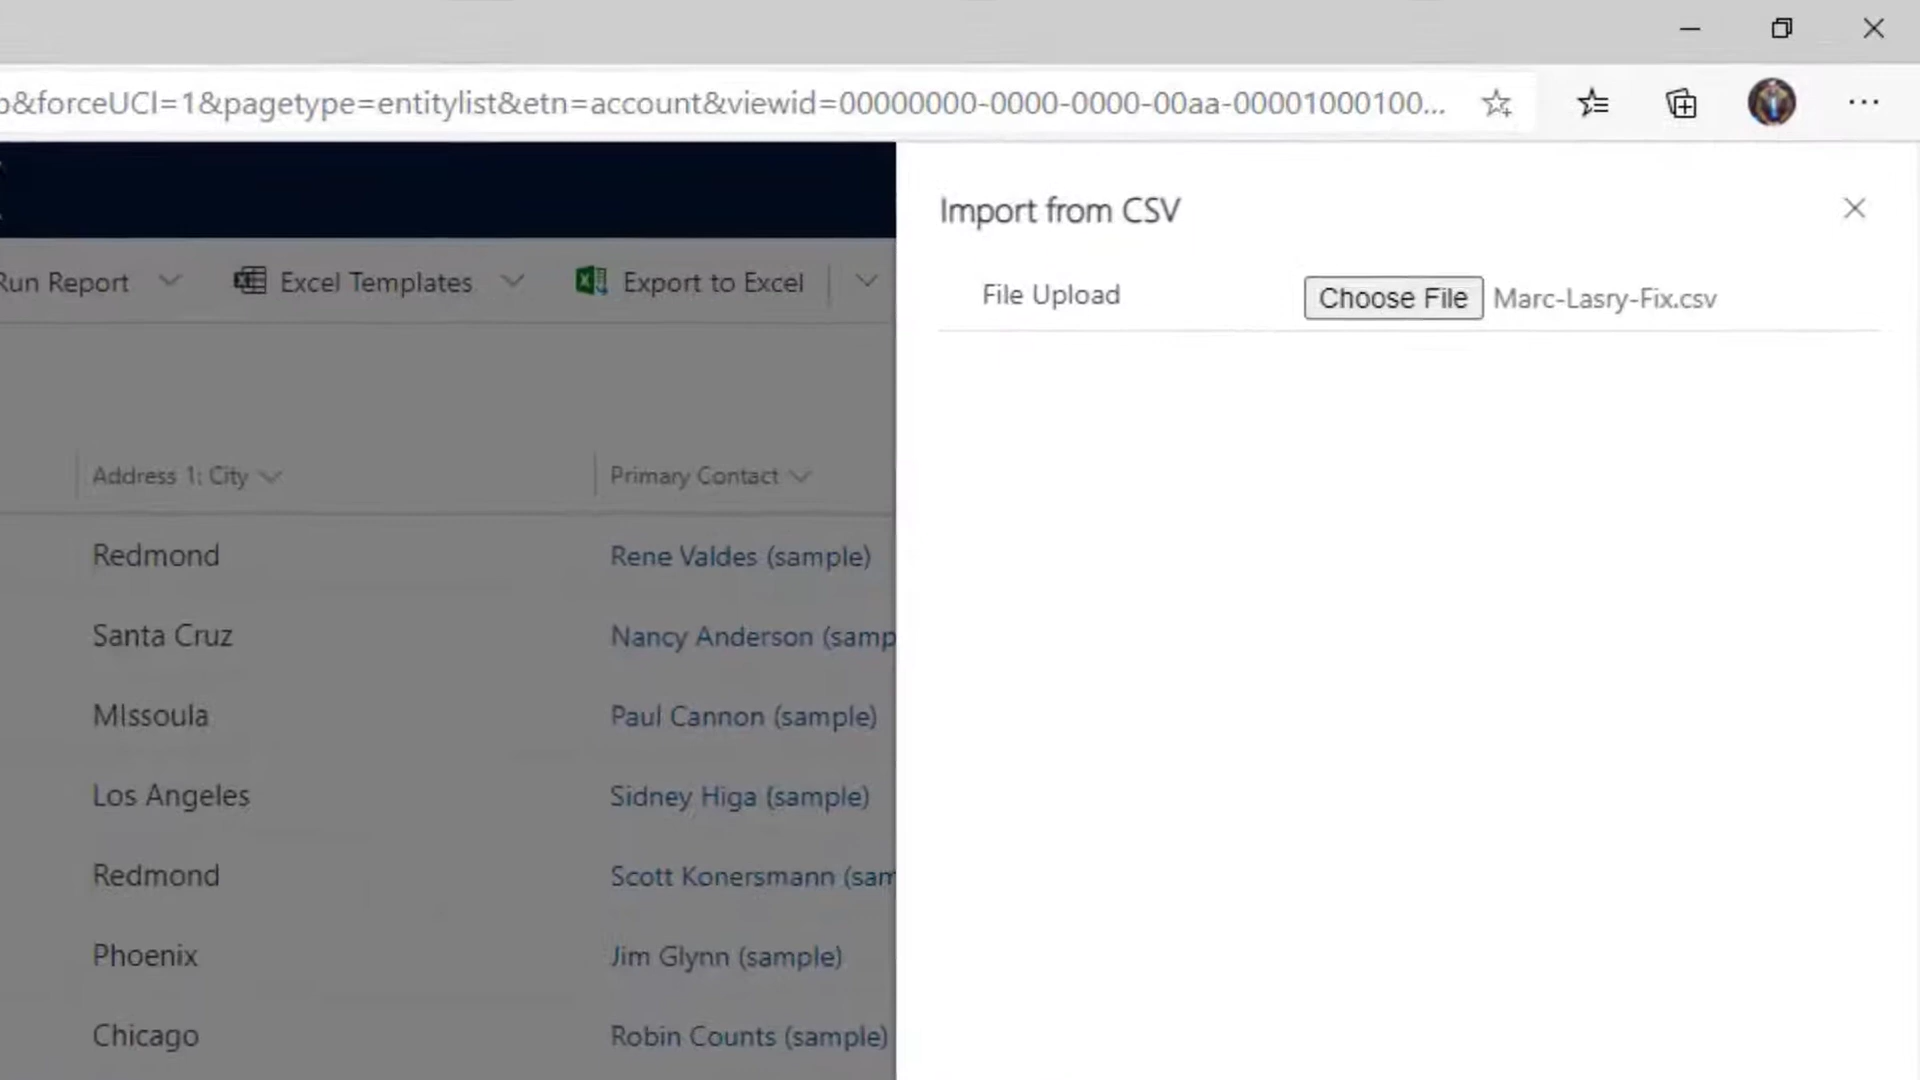 &forceUCI=1&pagetype=entitylist&etn=account&viewid=00000000-0000-0000-00aa-00001000100...
Import from CSV
File Upload Choose File Marc-Lasry-Fix.csv
Run Report Excel Templates Export to Excel
Address 1: City Primary Contact
Redmond Rene Valdes (sample)
Santa Cruz Nancy Anderson (samp
MIssoula Paul Cannon (sample)
Los Angeles Sidney Higa (sample)
Redmond Scott Konersmann (sam
Phoenix Jim Glynn (sample)
Chicago Robin Counts (sample)